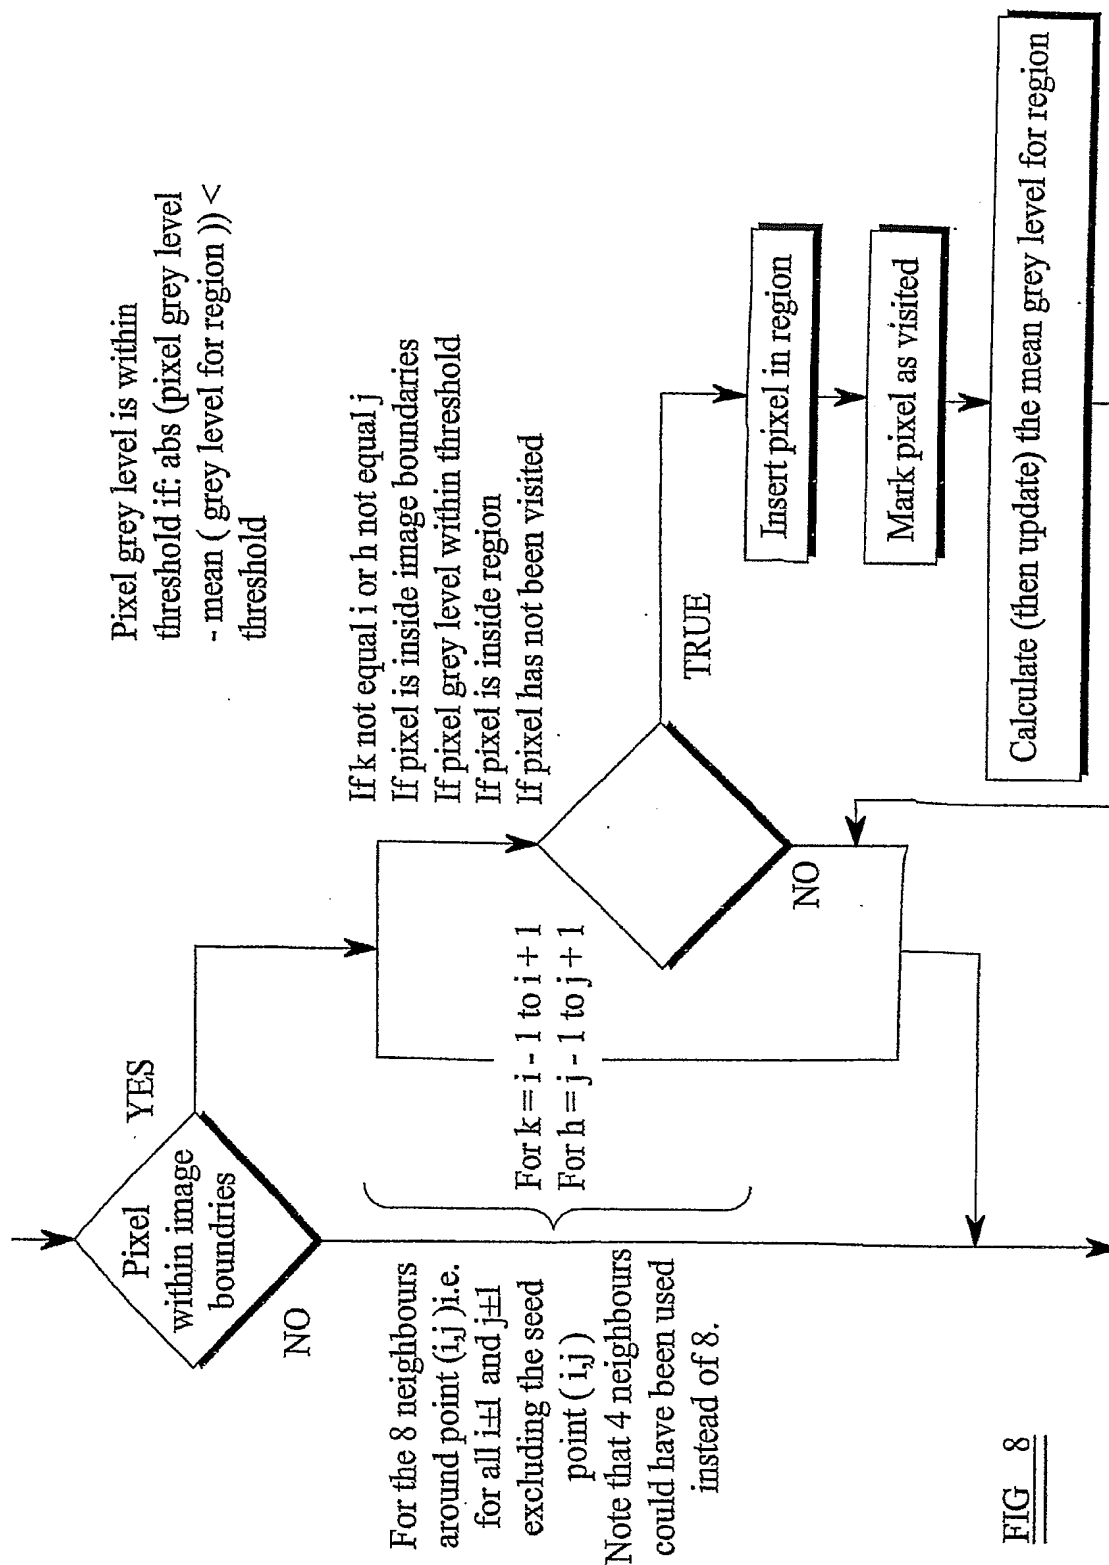 Pixel
within image
boundries
YES
NO
For the 8 neighbours
around point (i,j)i.e.
for all i±1 and j±1
excluding the seed
point ( i,j )
Note that 4 neighbours
could have been used
instead of 8.
For k = i - 1 to i + 1
For h = j - 1 to j + 1
If k not equal i or h not equal j
If pixel is inside image boundaries
If pixel grey level within threshold
If pixel is inside region
If pixel has not been visited
Pixel grey level is within
threshold if: abs (pixel grey level
- mean ( grey level for region )) <
threshold
TRUE
NO
Insert pixel in region
Mark pixel as visited
Calculate (then update) the mean grey level for region
FIG 8